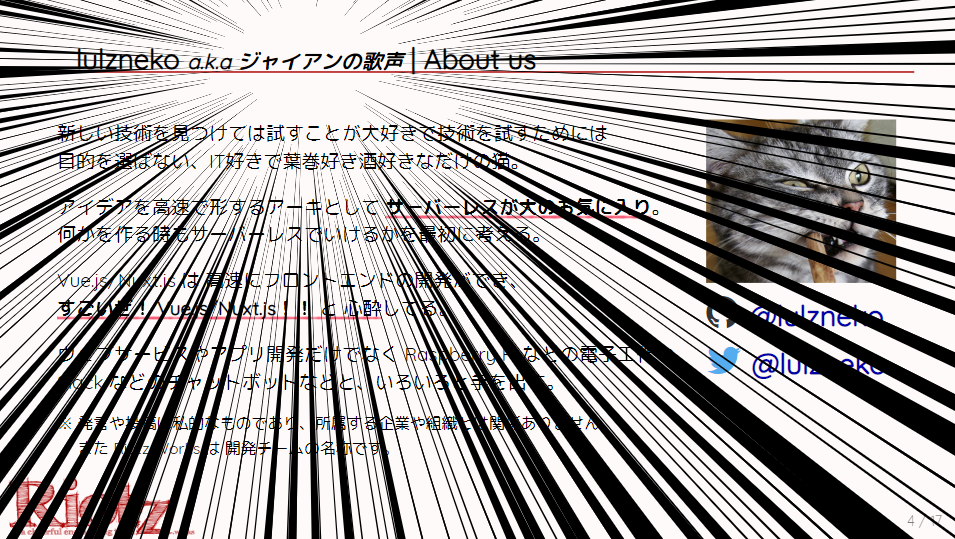 lulzneko a.k.a ジャイアンの歌声 | About us
新しい技術を見つけては試すことが大好きで技術を試すためには
目的を選ばない、IT好きで葉巻好き酒好きなだけの猫。
アイデアを高速で形するアーキとして サーバーレスが大のお気に入り。
何かを作る時もサーバーレスでいけるかを最初に考える。
Vue.js/ Nuxt.js は 高速にフロントエンドの開発ができ、
すごいぜ！ Vue.js/ Nuxt.js！！ と 心酔してる。
ウェブサービスやアプリ開発だけでなく Raspberry Pi などの電子工作
Slack などのチャットボットなどと、いろいろと手を出す。
※ 発言や投稿は私的なものであり、所属する企業や組織とは関係ありません
また Works は 開発チームの名称です。
@lulzneko
@lulzneko
4 / 17